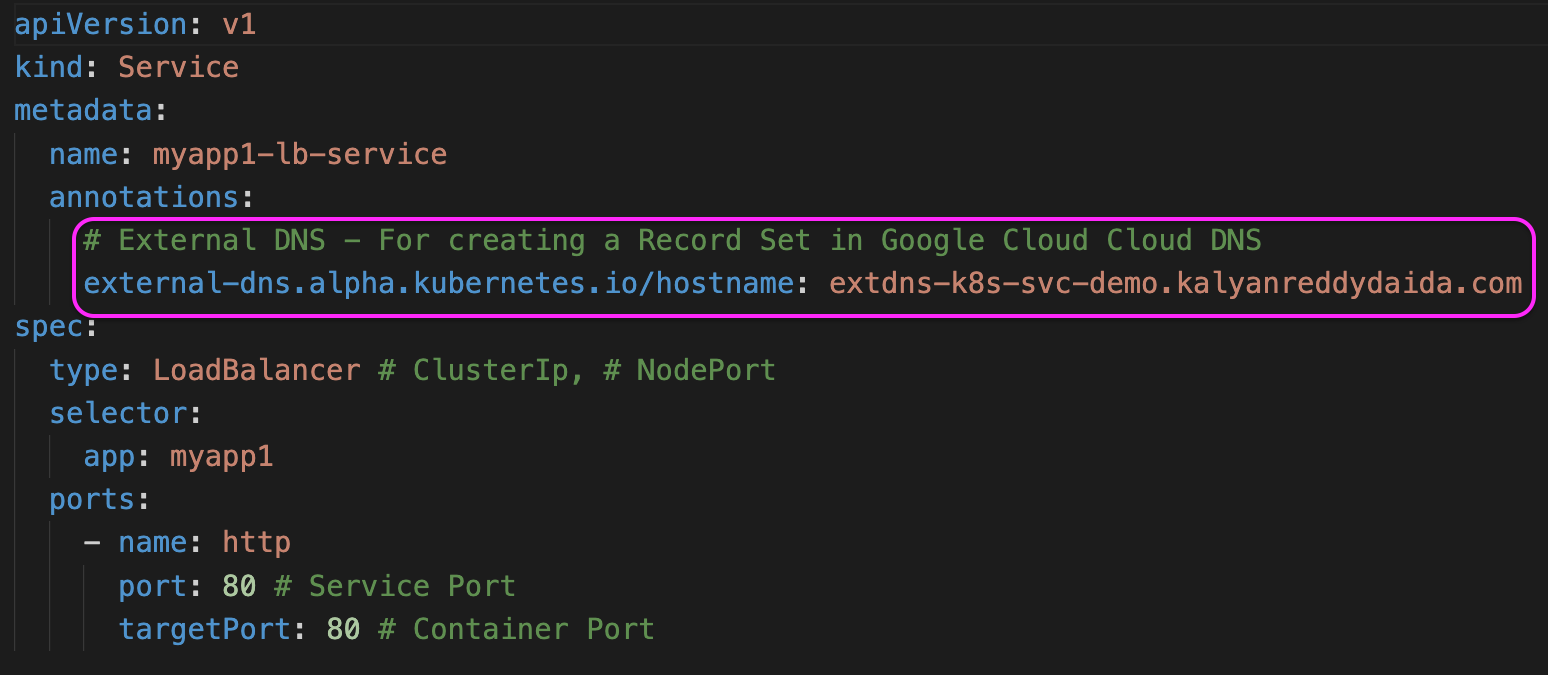 apiVersion: v1
kind: Service
metadata:
  name: myapp1-lb-service
  annotations:
    # External DNS - For creating a Record Set in Google Cloud Cloud DNS
    external-dns.alpha.kubernetes.io/hostname: extdns-k8s-svc-demo.kalyanreddydaida.com
spec:
  type: LoadBalancer # ClusterIp, # NodePort
  selector:
    app: myapp1
  ports:
    - name: http
      port: 80 # Service Port
      targetPort: 80 # Container Port